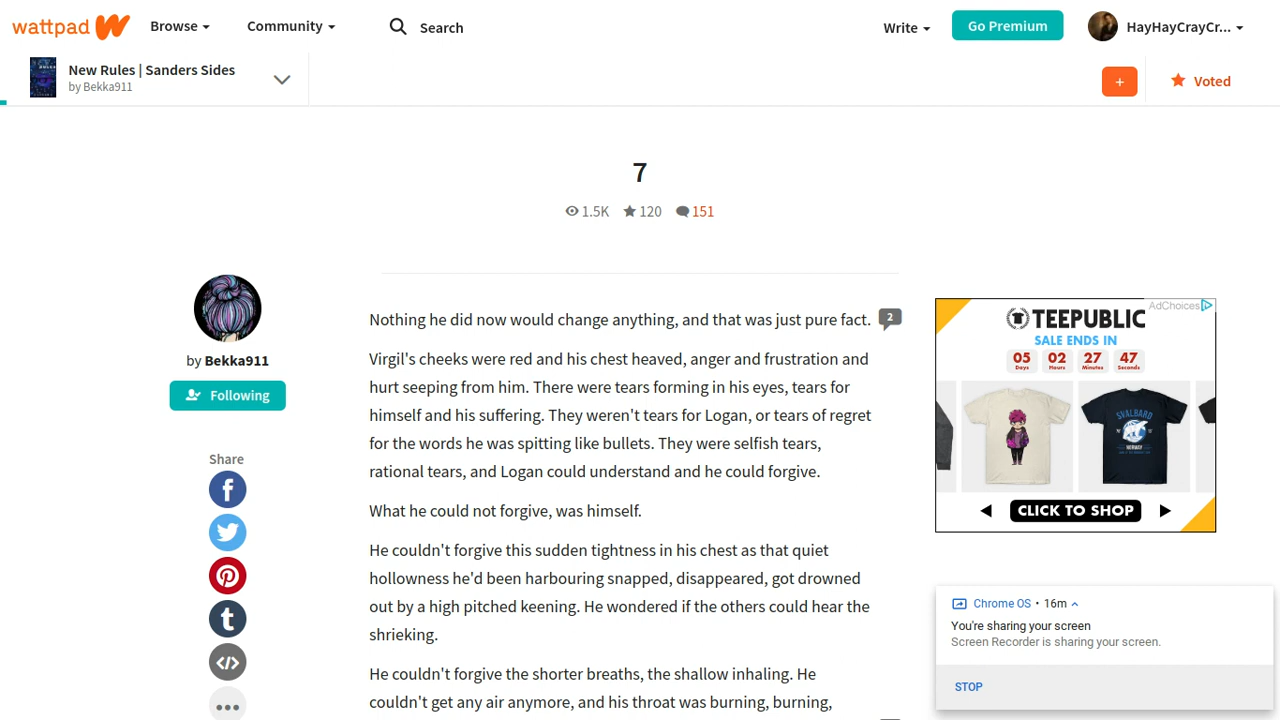 wattpad
Browse
Community
Search
Write
Go Premium
HayHayCrayCr...
New Rules | Sanders Sides
by Bekka911
+
Voted
7
1.5K 120 151
by Bekka911
Following
Share
Nothing he did now would change anything, and that was just pure fact.
2
Virgil's cheeks were red and his chest heaved, anger and frustration and
hurt seeping from him. There were tears forming in his eyes, tears for
himself and his suffering. They weren't tears for Logan, or tears of regret
for the words he was spitting like bullets. They were selfish tears,
rational tears, and Logan could understand and he could forgive.
What he could not forgive, was himself.
He couldn't forgive this sudden tightness in his chest as that quiet
hollowness he'd been harbouring snapped, disappeared, got drowned
out by a high pitched keening. He wondered if the others could hear the
shrieking.
He couldn't forgive the shorter breaths, the shallow inhaling. He
couldn't get any air anymore, and his throat was burning, burning,
AdChoices
TEEPUBLIC
SALE ENDS IN
05 02 27 47
Days Hours Minutes Seconds
SVALBARD
NORWAY
CLICK TO SHOP
Chrome OS • 16m
You're sharing your screen
Screen Recorder is sharing your screen.
STOP